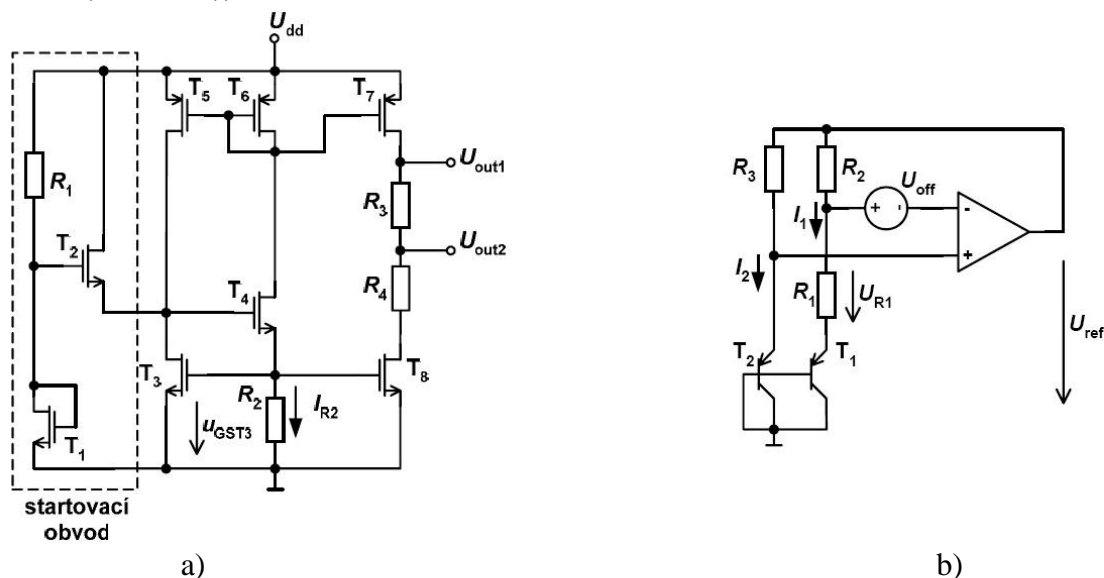 U_dd
T_5 T_6 T_7
R_1
U_out1
R_3
T_2
U_out2
R_4
T_4
T_3
T_8
R_2
I_R2
u_GST3
T_1
startovací
obvod
a)
R_3 R_2
U_off
+ -
-
I_1
+
I_2
R_1
U_R1
U_ref
T_2 T_1
b)